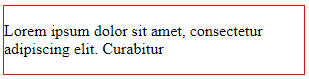 Lorem ipsum dolor sit amet, consectetur
adipiscing elit. Curabitur